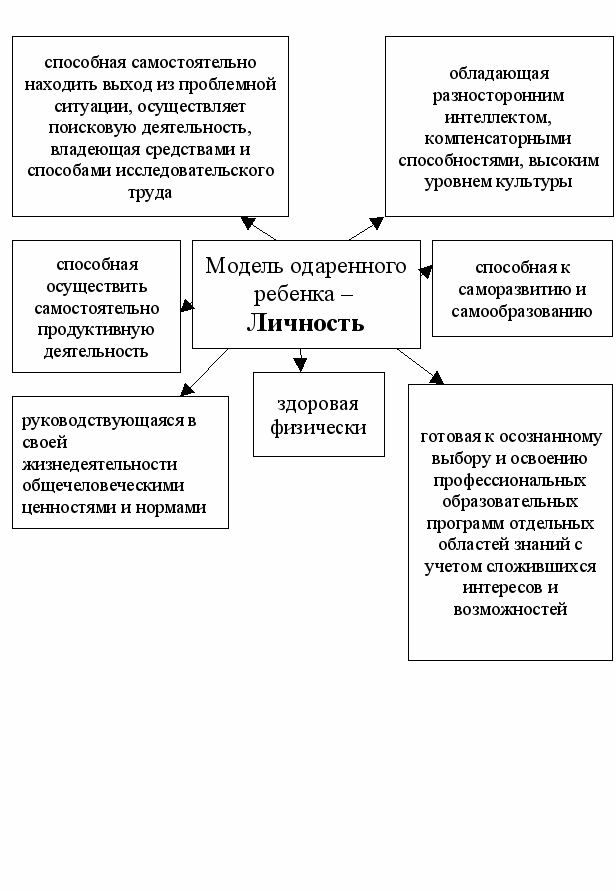 способная самостоятельно
находить выход из проблемной
ситуации, осуществляет
поисковую деятельность,
владеющая средствами и
способами исследовательского
труда
обладающая
разносторонним
интеллектом,
компенсаторными
способностями, высоким
уровнем культуры
способная
осуществить
самостоятельно
продуктивную
деятельность
Модель одаренного
ребенка –
Личность
способная к
саморазвитию и
самообразованию
руководствующаяся в
своей
жизнедеятельности
общечеловеческими
ценностями и нормами
здоровая
физически
готовая к осознанному
выбору и освоению
профессиональных
образовательных
программ отдельных
областей знаний с
учетом сложившихся
интересов и
возможностей